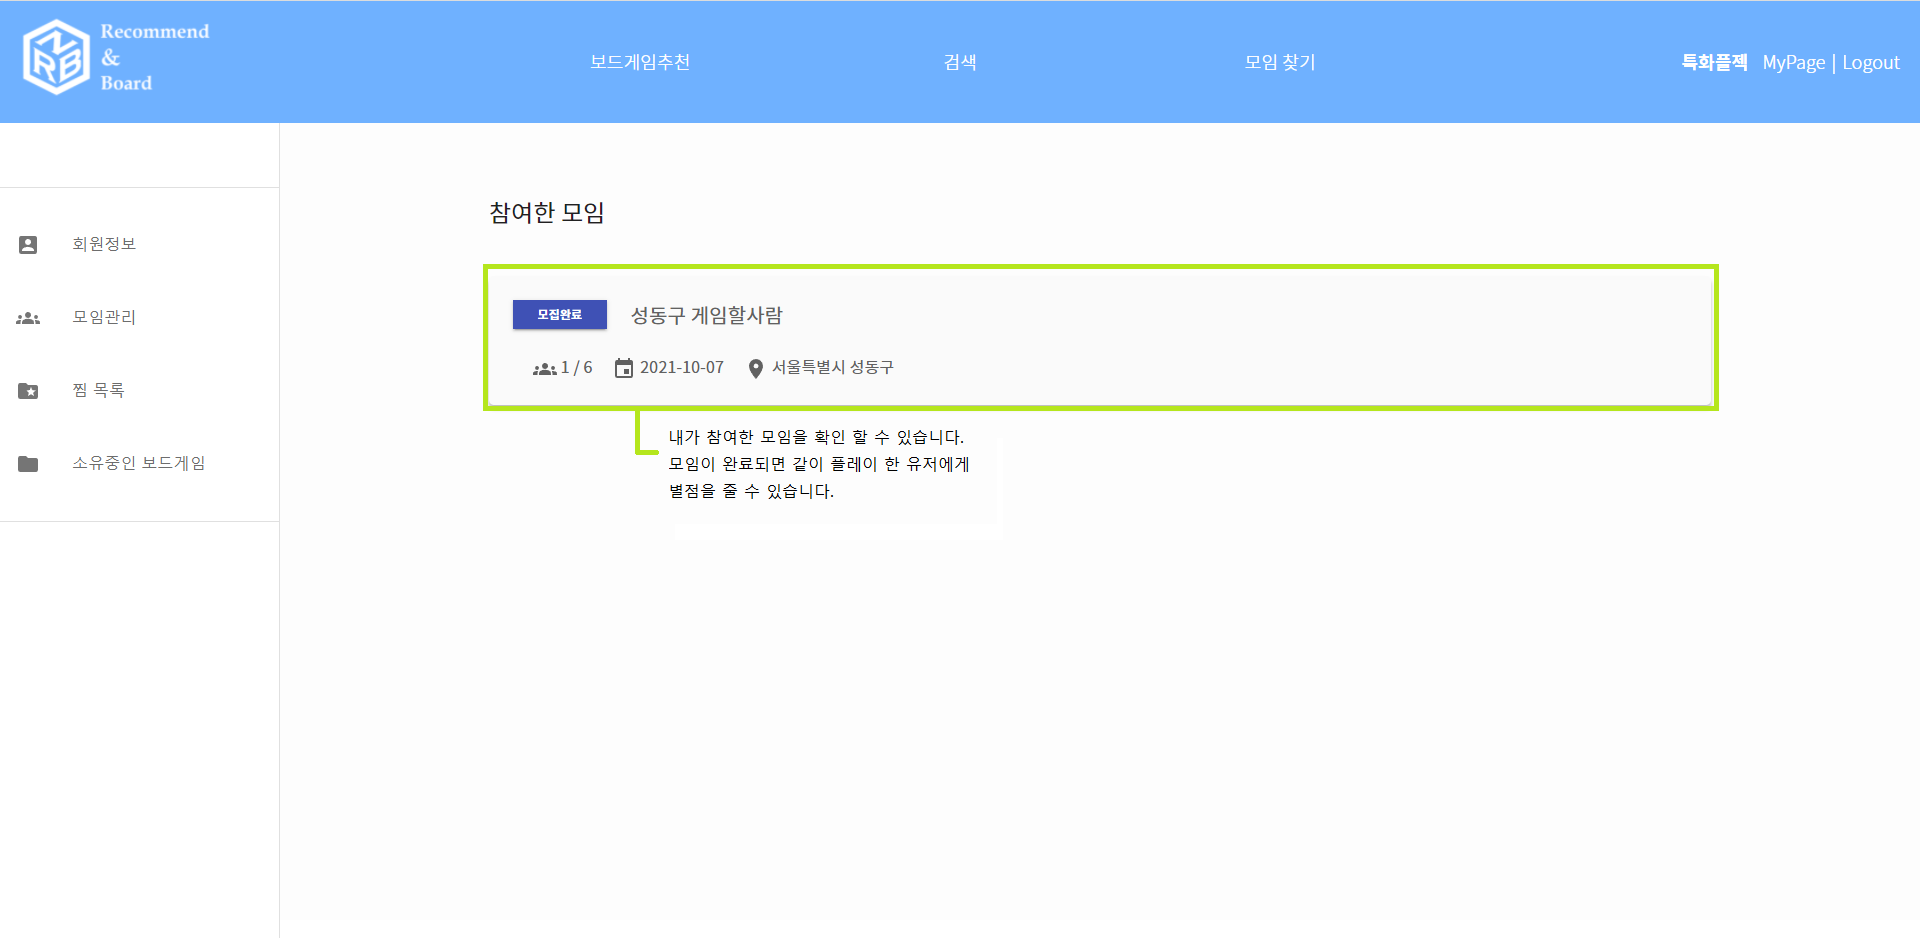 Recommend
&
Board
보드게임추천
검색
모임 찾기
특화플젝 MyPage | Logout
회원정보
모임관리
찜 목록
소유중인 보드게임
참여한 모임
모집완료 성동구 게임할사람
1 / 6 2021-10-07 서울특별시 성동구
내가 참여한 모임을 확인 할 수 있습니다.
모임이 완료되면 같이 플레이 한 유저에게
별점을 줄 수 있습니다.